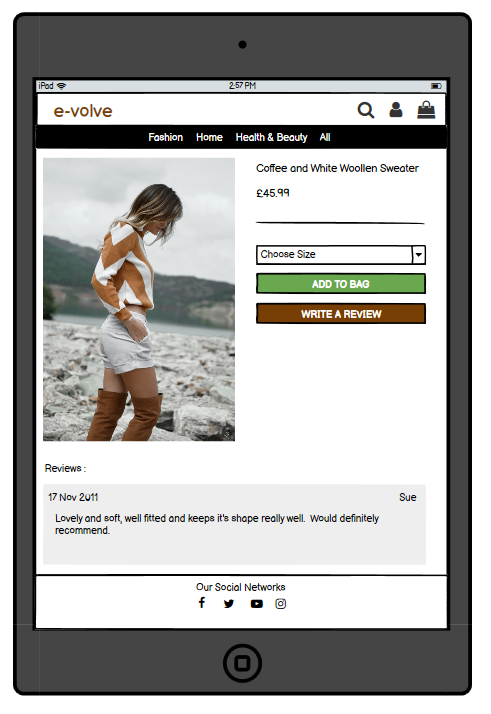 iPad 2:57 PM
e-volve
Fashion Home Health & Beauty All
Coffee and White Woollen Sweater
£45.99
Choose Size
ADD TO BAG
WRITE A REVIEW
Reviews :
17 Nov 2011 Sue
Lovely and soft, well fitted and keeps it's shape really well. Would definitely
recommend.
Our Social Networks